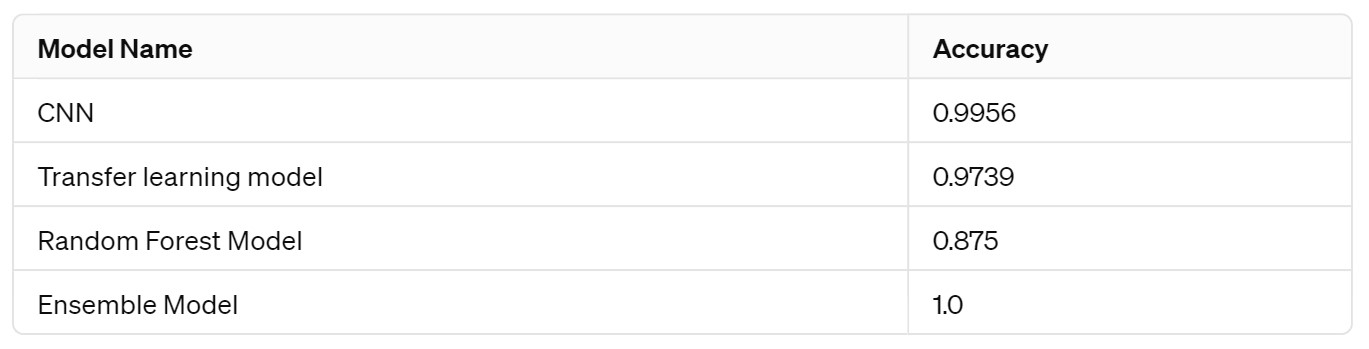 Model Name Accuracy
CNN 0.9956
Transfer learning model 0.9739
Random Forest Model 0.875
Ensemble Model 1.0